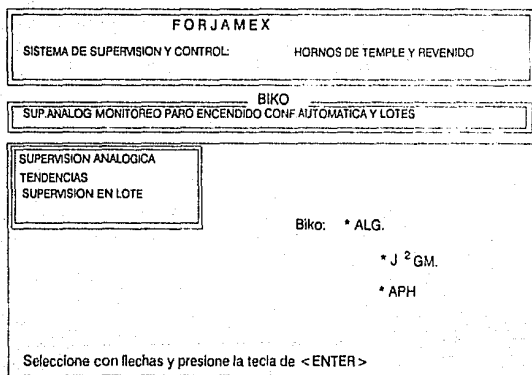 FORJAMEX
SISTEMA DE SUPERVISION Y CONTROL: HORNOS DE TEMPLE Y REVENIDO
BIKO
SUP.ANALOG MONITOREO PARO ENCENDIDO CONF AUTOMATICA Y LOTES
SUPERVISION ANALOGICA
TENDENCIAS
SUPERVISION EN LOTE
Biko: * ALG.
* J ² GM.
* APH
Seleccione con flechas y presione la tecla de <ENTER>